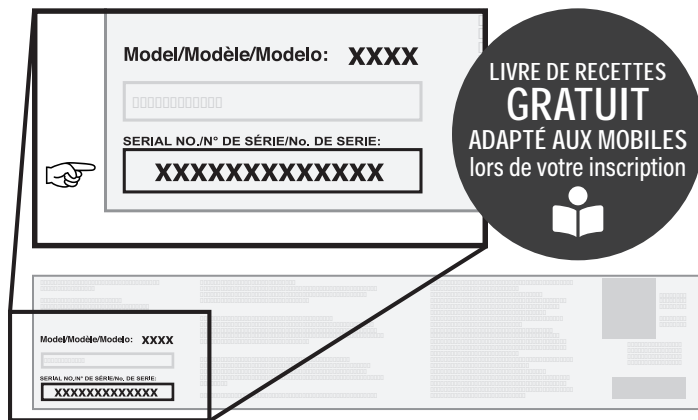 Model/Modèle/Modelo: XXXX
SERIAL NO./N° DE SÉRIE/No. DE SERIE:
XXXXXXXXXXXXX
LIVRE DE RECETTES
GRATUIT
ADAPTÉ AUX MOBILES
lors de votre inscription
Model/Modèle/Modelo: XXXX
SERIAL NO./N° DE SÉRIE/No. DE SERIE:
XXXXXXXXXXXXX